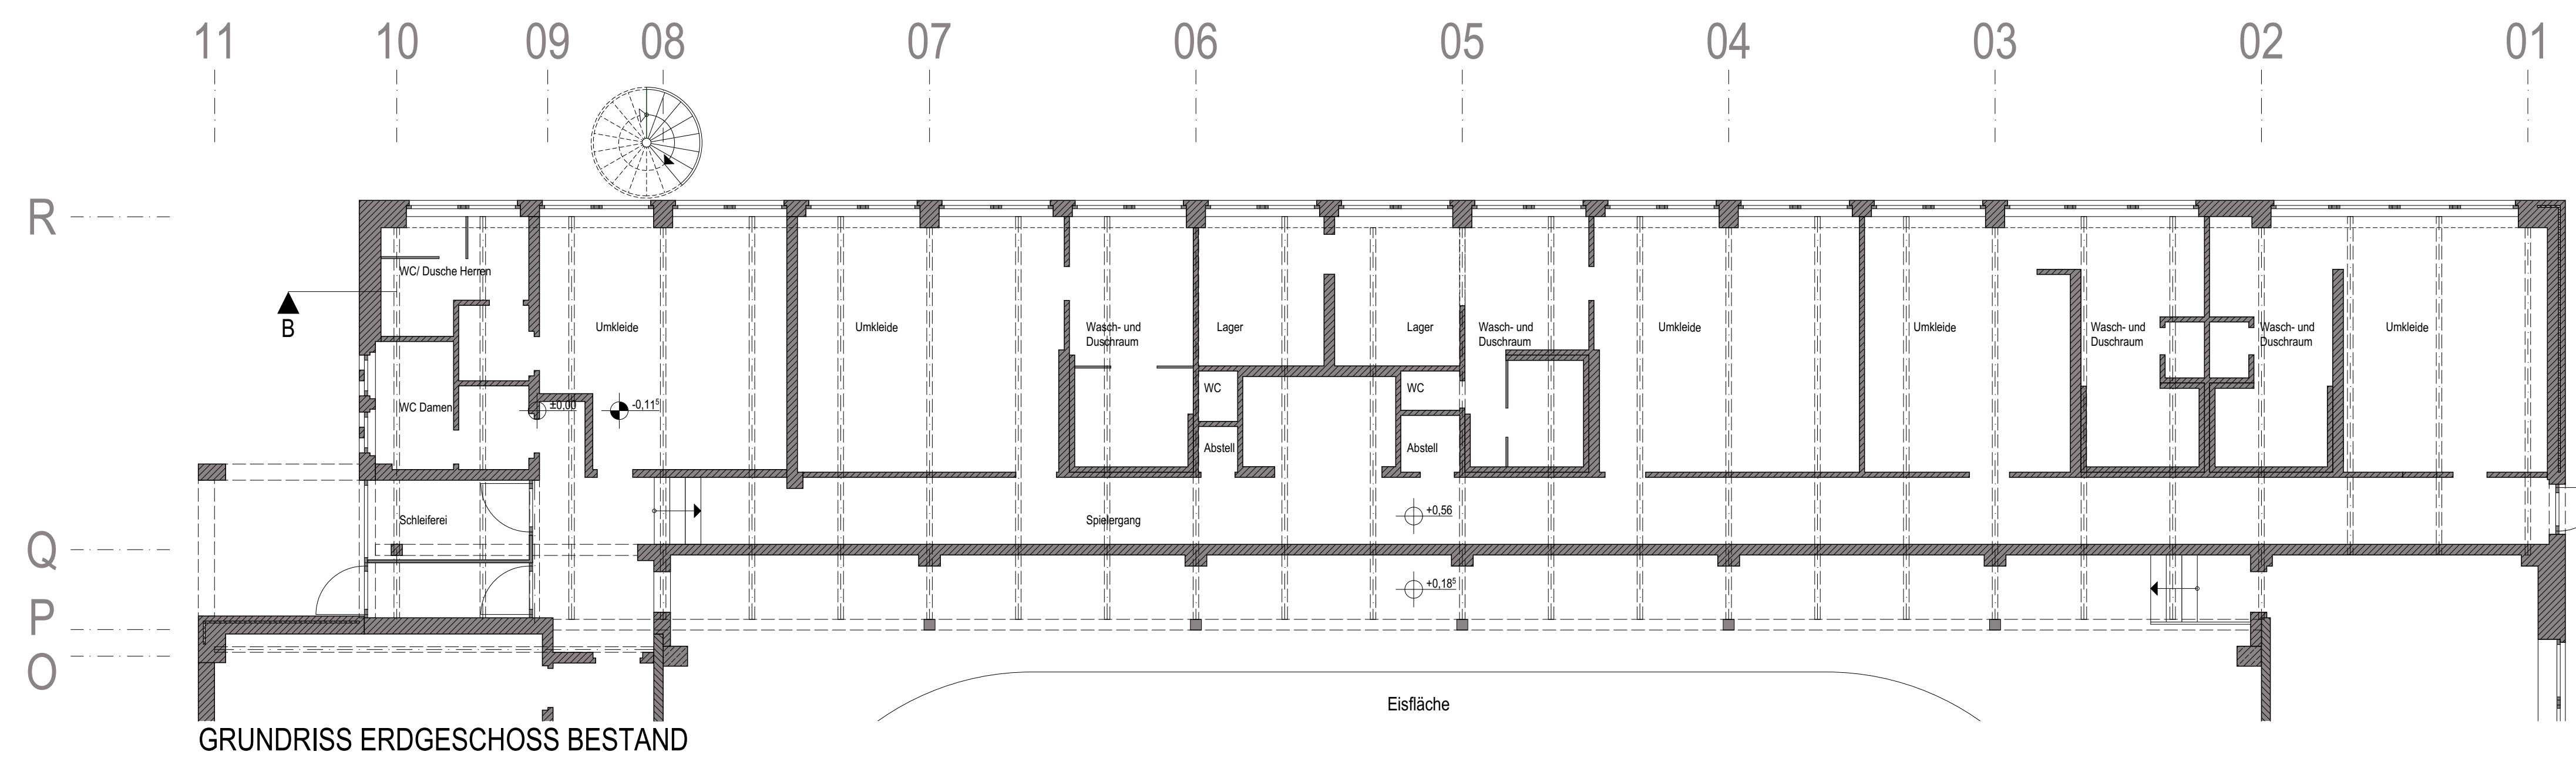 11 10 09 08 07 06 05 04 03 02 01
R
WC/ Dusche Herren
B
Umkleide
Umkleide
Wasch- und
Duschraum
Lager
Lager
Wasch- und
Duschraum
Umkleide
Umkleide
Wasch- und
Duschraum
Wasch- und
Duschraum
Umkleide
WC
WC
WC Damen
±0,00
-0,11⁵
Abstell
Abstell
Schleiferei
Spielergang
+0,56
Q
+0,18⁵
P
O
Eisfläche
GRUNDRISS ERDGESCHOSS BESTAND